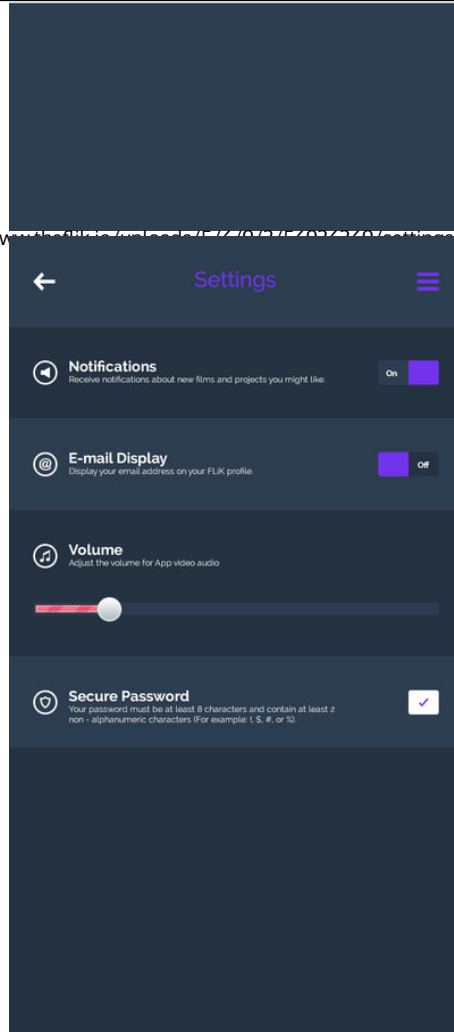 Settings
Notifications
Receive notifications about new films and projects you might like.
On
E-mail Display
Display your email address on your FLiK profile.
Off
Volume
Adjust the volume for App video audio
Secure Password
Your password must be at least 8 characters and contain at least 2
non - alphanumeric characters (For example: !, $, #, or %).